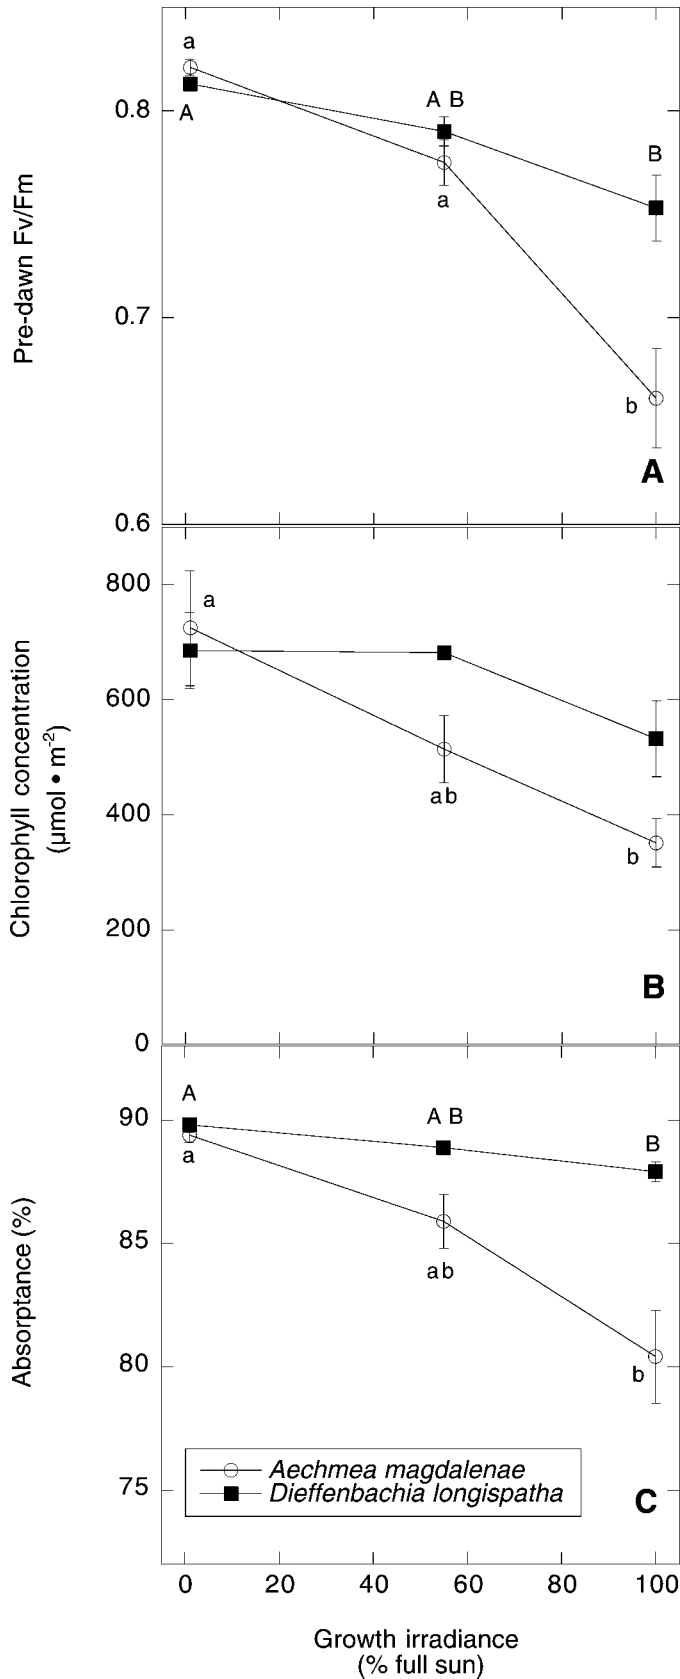 a
A
A B
a
B
b
0.8
0.7
0.6
Pre-dawn Fv/Fm
A
a
ab
b
800
600
400
200
0
Chlorophyll concentration
(µmol • m-2)
B
A
a
A B
ab
B
b
90
85
80
75
Absorptance (%)
Aechmea magdalenae
Dieffenbachia longispatha
C
0 20 40 60 80 100
Growth irradiance
(% full sun)